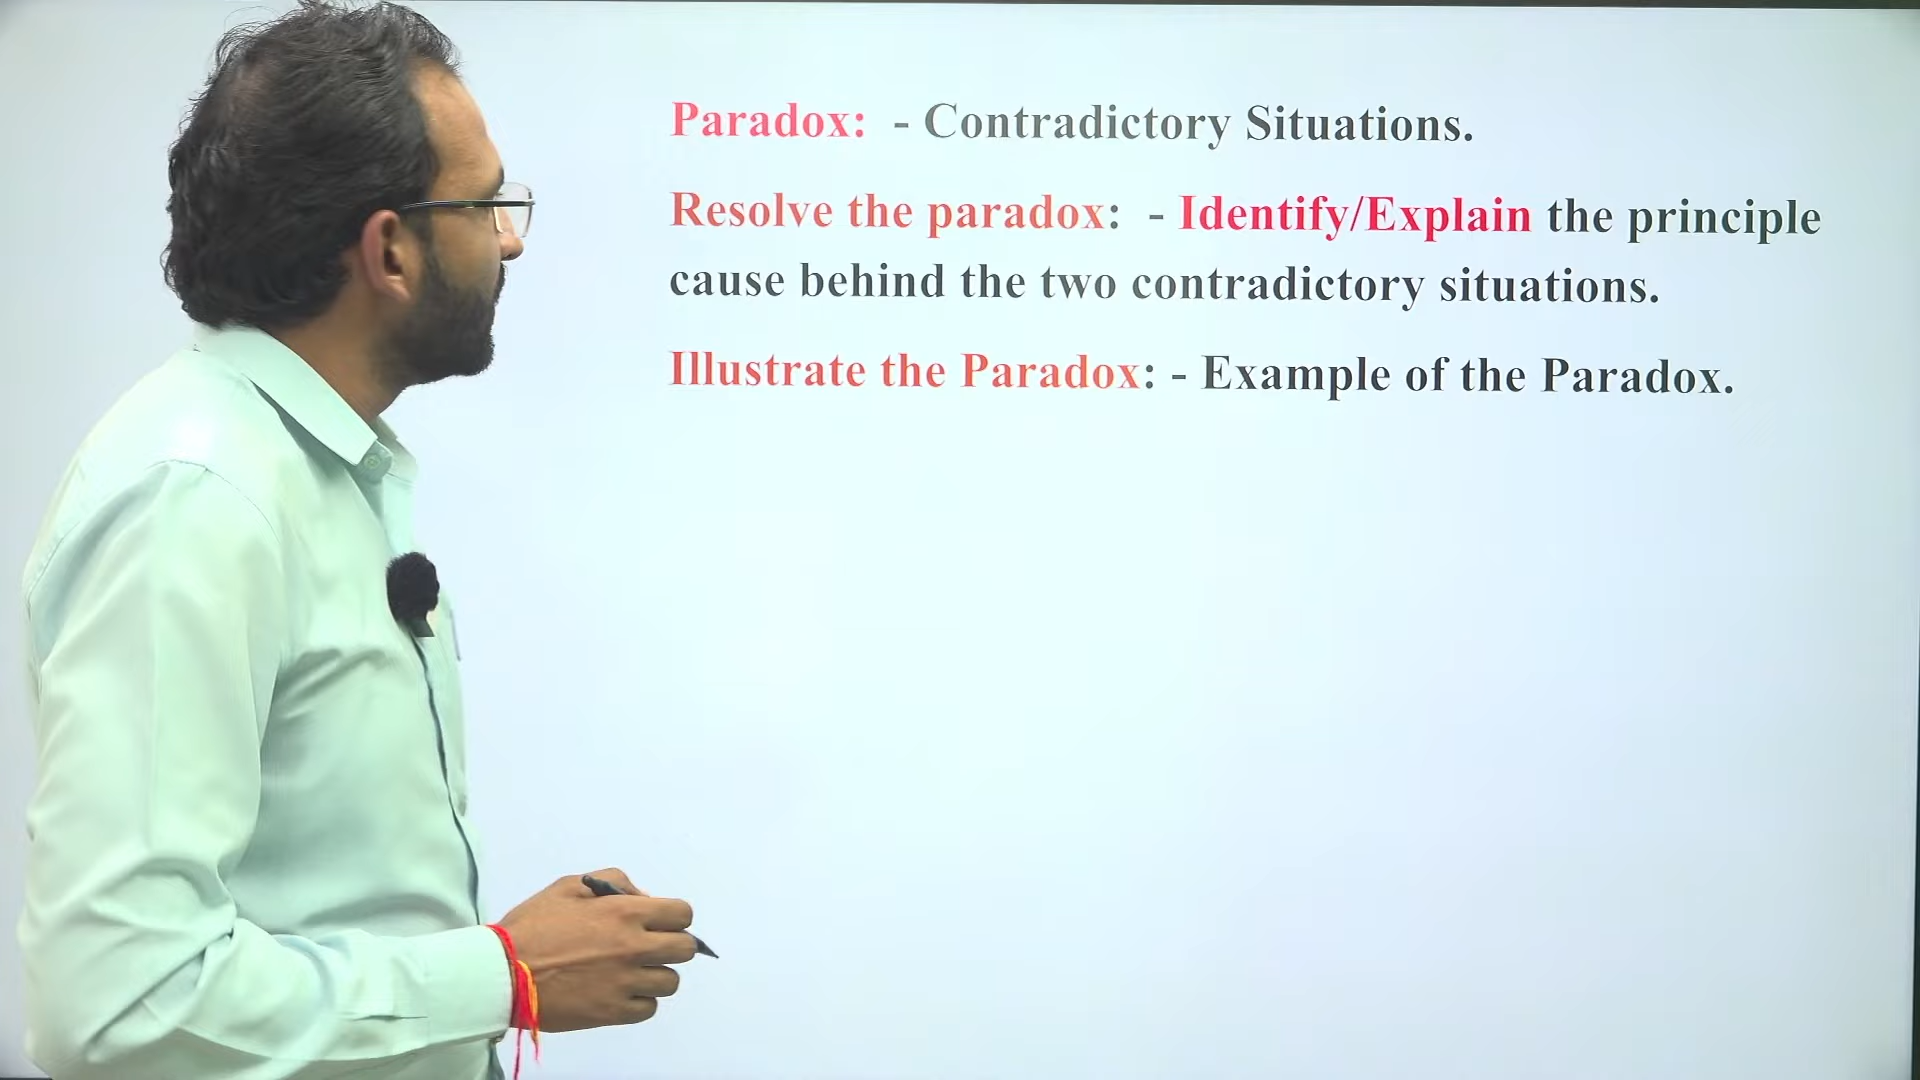 Paradox: - Contradictory Situations.
Resolve the paradox: - Identify/Explain the principle
cause behind the two contradictory situations.
Illustrate the Paradox: - Example of the Paradox.